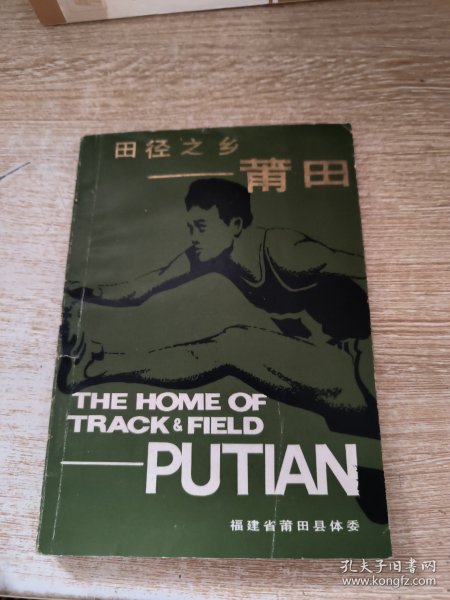 田径之乡
——莆田
THE HOME OF
TRACK & FIELD
—PUTIAN
福建省莆田县体委
孔夫子旧书网
www.kongfz.com